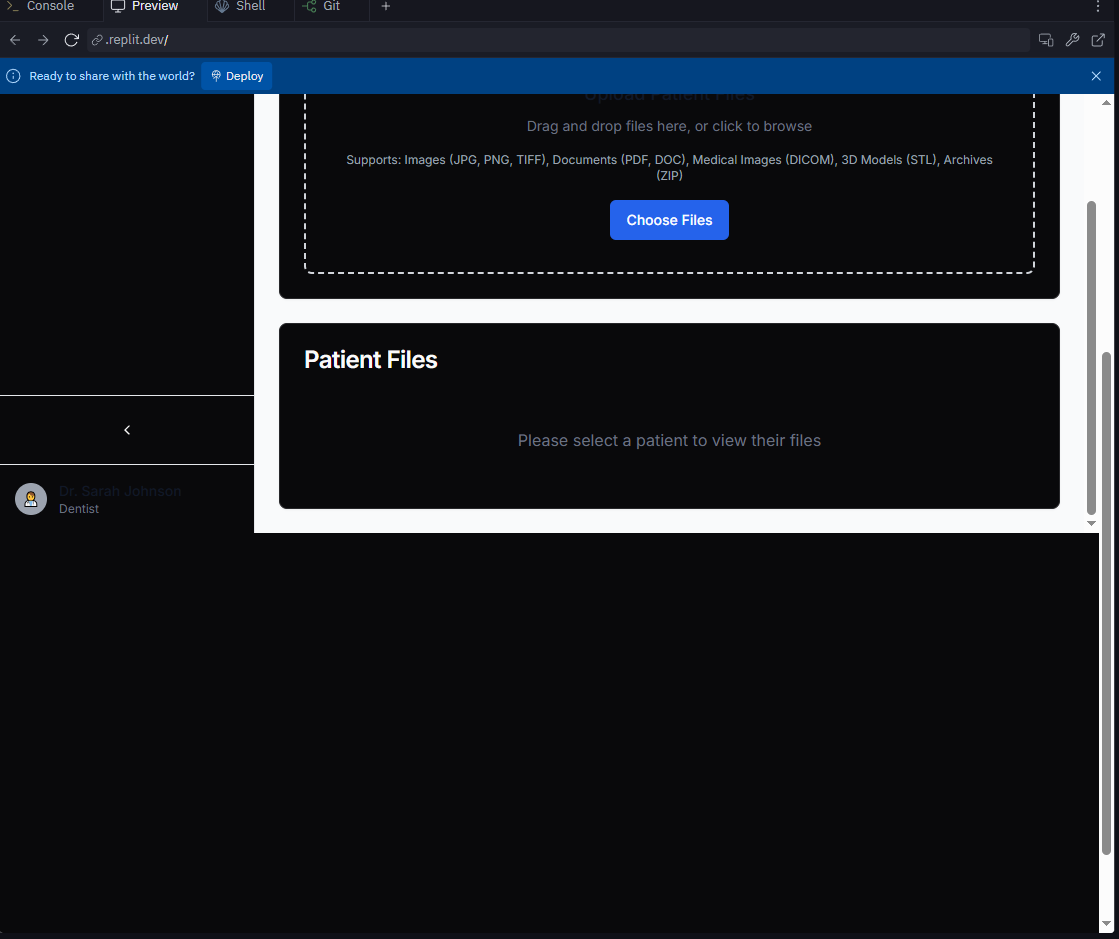 Console
Preview
Shell
Git
.replit.dev/
Ready to share with the world?
Deploy
Upload Patient Files
Drag and drop files here, or click to browse
Supports: Images (JPG, PNG, TIFF), Documents (PDF, DOC), Medical Images (DICOM), 3D Models (STL), Archives
(ZIP)
Choose Files
Patient Files
Please select a patient to view their files
Dr. Sarah Johnson
Dentist